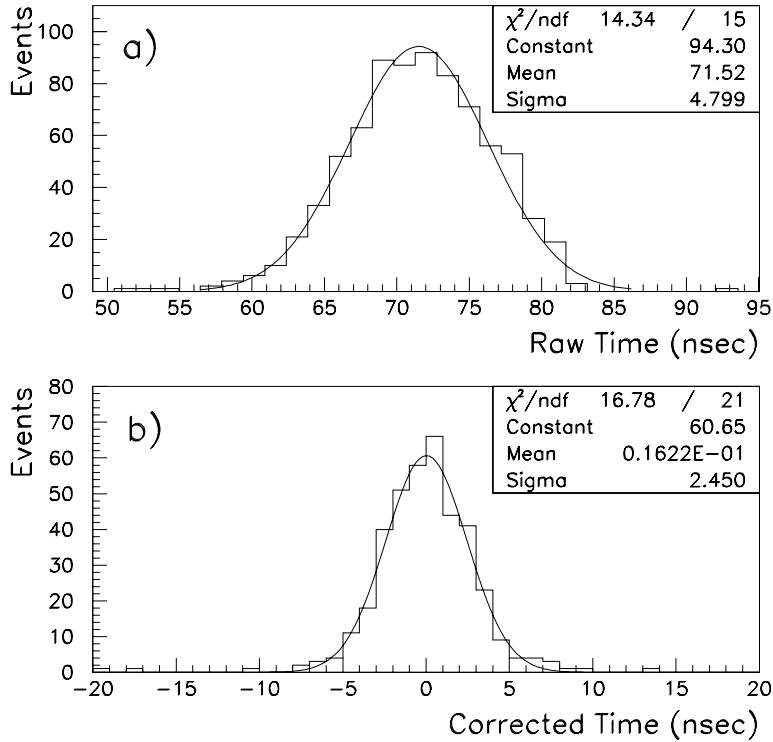 Events
a)
χ²/ndf 14.34 / 15
Constant 94.30
Mean 71.52
Sigma 4.799
100
80
60
40
20
0
50 55 60 65 70 75 80 85 90 95
Raw Time (nsec)
Events
b)
χ²/ndf 16.78 / 21
Constant 60.65
Mean 0.1622E−01
Sigma 2.450
80
70
60
50
40
30
20
10
0
−20 −15 −10 −5 0 5 10 15 20
Corrected Time (nsec)